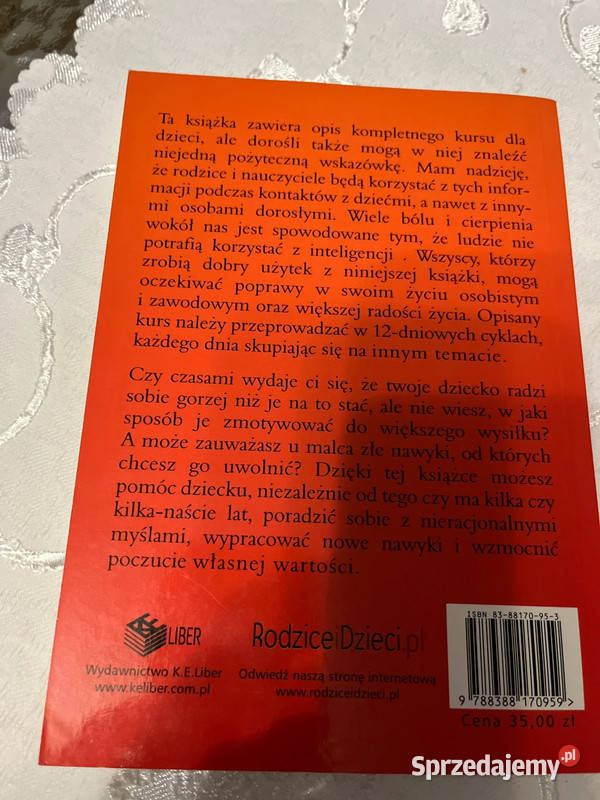 Ta książka zawiera opis kompletnego kursu dla
dzieci, ale dorośli także mogą w niej znaleźć
niejedną pożyteczną wskazówkę. Mam nadzieję,
że rodzice i nauczyciele będą korzystać z tych infor-
macji podczas kontaktów z dziećmi, a nawet z inny-
mi osobami dorosłymi. Wiele bólu i cierpienia
wokół nas jest spowodowane tym, że ludzie nie
potrafią korzystać z inteligencji . Wszyscy, którzy
zrobią dobry użytek z niniejszej książki, mogą
oczekiwać poprawy w swoim życiu osobistym
i zawodowym oraz większej radości życia. Opisany
kurs należy przeprowadzać w 12-dniowych cyklach,
każdego dnia skupiając się na innym temacie.
Czy czasami wydaje ci się, że twoje dziecko radzi
sobie gorzej niż je na to stać, ale nie wiesz, w jaki
sposób je zmotywować do większego wysiłku?
A może zauważasz u malca złe nawyki, od których
chcesz go uwolnić? Dzięki tej książce możesz
pomóc dziecku, niezależnie od tego czy ma kilka czy
kilka-naście lat, poradzić sobie z nieracjonalnymi
myślami, wypracować nowe nawyki i wzmocnić
poczucie własnej wartości.
LIBER
Wydawnictwo K.E.Liber
www.keliber.com.pl
RodziceiDzieci.pl
Odwiedź naszą stronę internetową
www.rodziceidzieci.pl
ISBN 83-88170-95-3
9 788388 170959 >
Cena 35,00 zł
Sprzedajemy.pl